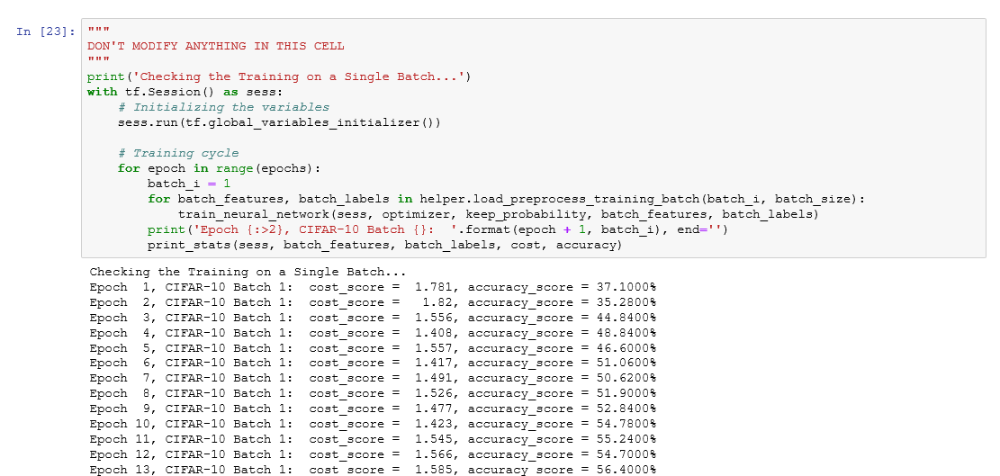 In [23]: """
DON'T MODIFY ANYTHING IN THIS CELL
"""
print('Checking the Training on a Single Batch...')
with tf.Session() as sess:
    # Initializing the variables
    sess.run(tf.global_variables_initializer())

    # Training cycle
    for epoch in range(epochs):
        batch_i = 1
        for batch_features, batch_labels in helper.load_preprocess_training_batch(batch_i, batch_size):
            train_neural_network(sess, optimizer, keep_probability, batch_features, batch_labels)
        print('Epoch {:>2}, CIFAR-10 Batch {}:  '.format(epoch + 1, batch_i), end='')
        print_stats(sess, batch_features, batch_labels, cost, accuracy)
Checking the Training on a Single Batch...
Epoch  1, CIFAR-10 Batch 1:  cost_score =  1.781, accuracy_score = 37.1000%
Epoch  2, CIFAR-10 Batch 1:  cost_score =   1.82, accuracy_score = 35.2800%
Epoch  3, CIFAR-10 Batch 1:  cost_score =  1.556, accuracy_score = 44.8400%
Epoch  4, CIFAR-10 Batch 1:  cost_score =  1.408, accuracy_score = 48.8400%
Epoch  5, CIFAR-10 Batch 1:  cost_score =  1.557, accuracy_score = 46.6000%
Epoch  6, CIFAR-10 Batch 1:  cost_score =  1.417, accuracy_score = 51.0600%
Epoch  7, CIFAR-10 Batch 1:  cost_score =  1.491, accuracy_score = 50.6200%
Epoch  8, CIFAR-10 Batch 1:  cost_score =  1.526, accuracy_score = 51.9000%
Epoch  9, CIFAR-10 Batch 1:  cost_score =  1.477, accuracy_score = 52.8400%
Epoch 10, CIFAR-10 Batch 1:  cost_score =  1.423, accuracy_score = 54.7800%
Epoch 11, CIFAR-10 Batch 1:  cost_score =  1.545, accuracy_score = 55.2400%
Epoch 12, CIFAR-10 Batch 1:  cost_score =  1.566, accuracy_score = 54.7000%
Epoch 13, CIFAR-10 Batch 1:  cost_score =  1.585, accuracy_score = 56.4000%